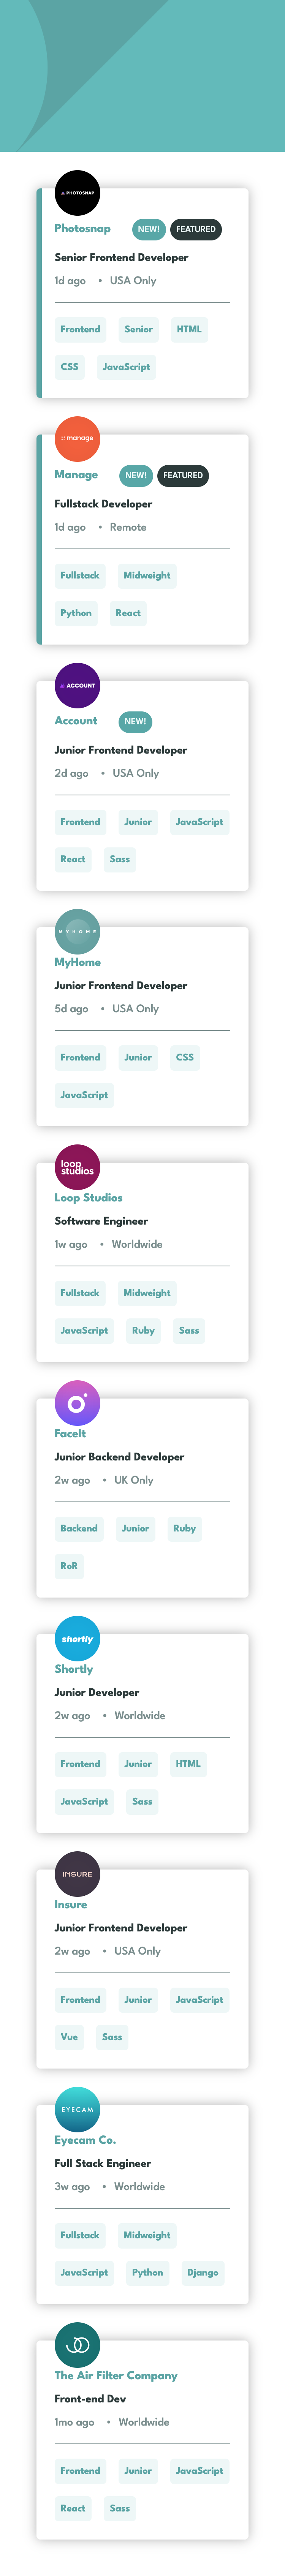 PHOTOSNAP
Photosnap NEW! FEATURED
Senior Frontend Developer
1d ago • USA Only
Frontend Senior HTML
CSS JavaScript
manage
Manage NEW! FEATURED
Fullstack Developer
1d ago • Remote
Fullstack Midweight
Python React
ACCOUNT
Account NEW!
Junior Frontend Developer
2d ago • USA Only
Frontend Junior JavaScript
React Sass
MYHOME
MyHome
Junior Frontend Developer
5d ago • USA Only
Frontend Junior CSS
JavaScript
loop
studios
Loop Studios
Software Engineer
1w ago • Worldwide
Fullstack Midweight
JavaScript Ruby Sass
FaceIt
Junior Backend Developer
2w ago • UK Only
Backend Junior Ruby
RoR
shortly
Shortly
Junior Developer
2w ago • Worldwide
Frontend Junior HTML
JavaScript Sass
INSURE
Insure
Junior Frontend Developer
2w ago • USA Only
Frontend Junior JavaScript
Vue Sass
EYECAM
Eyecam Co.
Full Stack Engineer
3w ago • Worldwide
Fullstack Midweight
JavaScript Python Django
The Air Filter Company
Front-end Dev
1mo ago • Worldwide
Frontend Junior JavaScript
React Sass